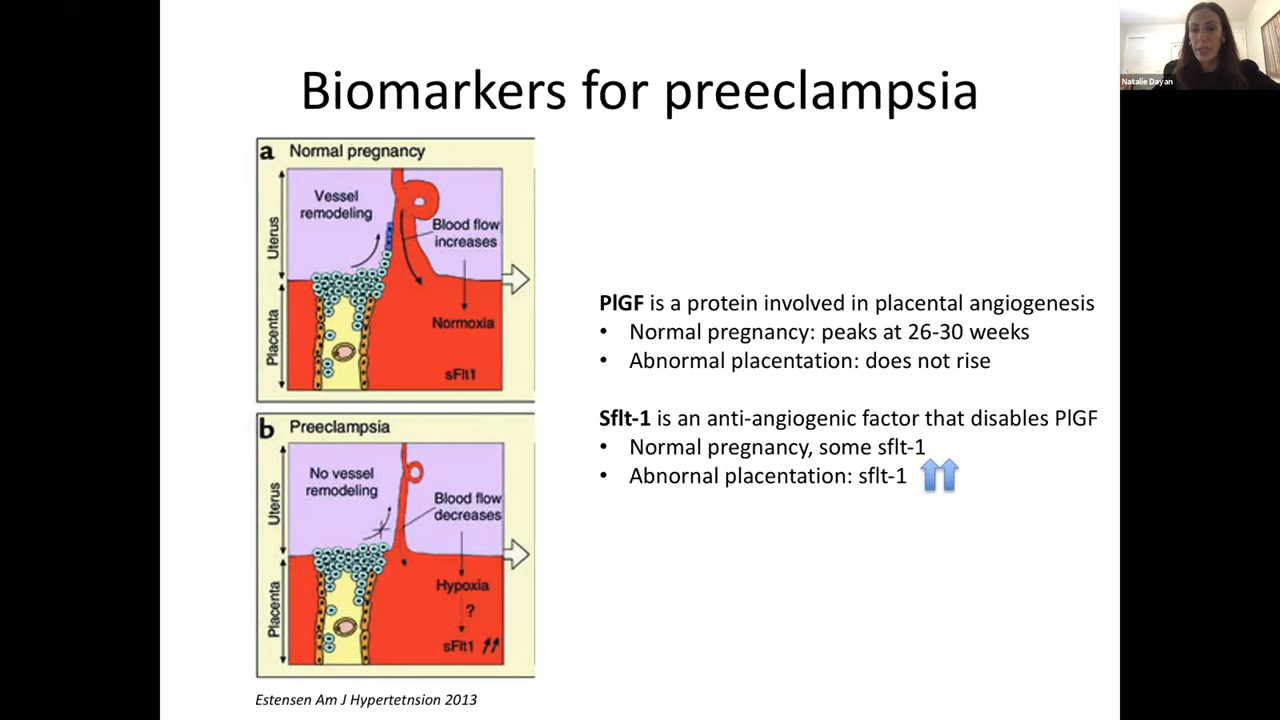 Natalie Dayan
Biomarkers for preeclampsia
a Normal pregnancy
Uterus
Placenta
Vessel
remodeling
Blood flow
increases
Normoxia
sFlt1
b Preeclampsia
Uterus
Placenta
No vessel
remodeling
Blood flow
decreases
Hypoxia
?
sFlt1
Estensen Am J Hypertetnsion 2013
PlGF is a protein involved in placental angiogenesis
• Normal pregnancy: peaks at 26-30 weeks
• Abnormal placentation: does not rise
Sflt-1 is an anti-angiogenic factor that disables PlGF
• Normal pregnancy, some sflt-1
• Abnornal placentation: sflt-1